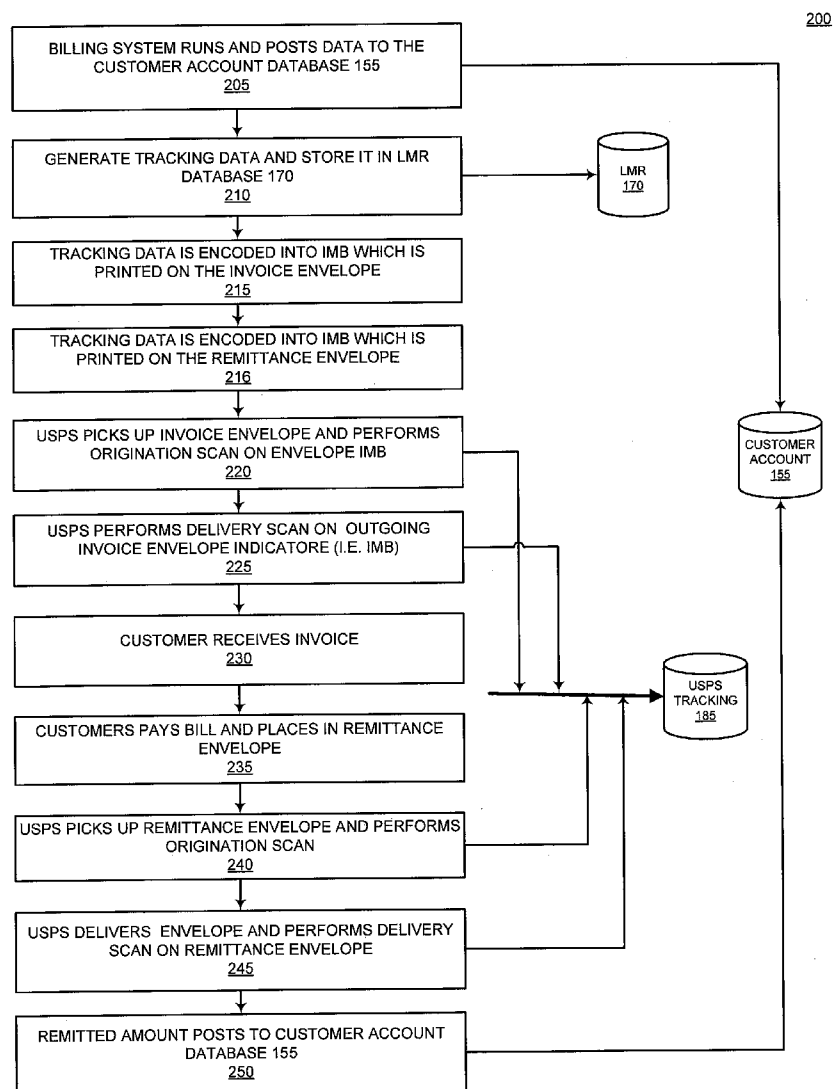 200
BILLING SYSTEM RUNS AND POSTS DATA TO THE
CUSTOMER ACCOUNT DATABASE 155
205
GENERATE TRACKING DATA AND STORE IT IN LMR
DATABASE 170
210
LMR
170
TRACKING DATA IS ENCODED INTO IMB WHICH IS
PRINTED ON THE INVOICE ENVELOPE
215
TRACKING DATA IS ENCODED INTO IMB WHICH IS
PRINTED ON THE REMITTANCE ENVELOPE
216
USPS PICKS UP INVOICE ENVELOPE AND PERFORMS
ORIGINATION SCAN ON ENVELOPE IMB
220
CUSTOMER
ACCOUNT
155
USPS PERFORMS DELIVERY SCAN ON OUTGOING
INVOICE ENVELOPE INDICATORE (I.E. IMB)
225
CUSTOMER RECEIVES INVOICE
230
USPS
TRACKING
185
CUSTOMERS PAYS BILL AND PLACES IN REMITTANCE
ENVELOPE
235
USPS PICKS UP REMITTANCE ENVELOPE AND PERFORMS
ORIGINATION SCAN
240
USPS DELIVERS ENVELOPE AND PERFORMS DELIVERY
SCAN ON REMITTANCE ENVELOPE
245
REMITTED AMOUNT POSTS TO CUSTOMER ACCOUNT
DATABASE 155
250